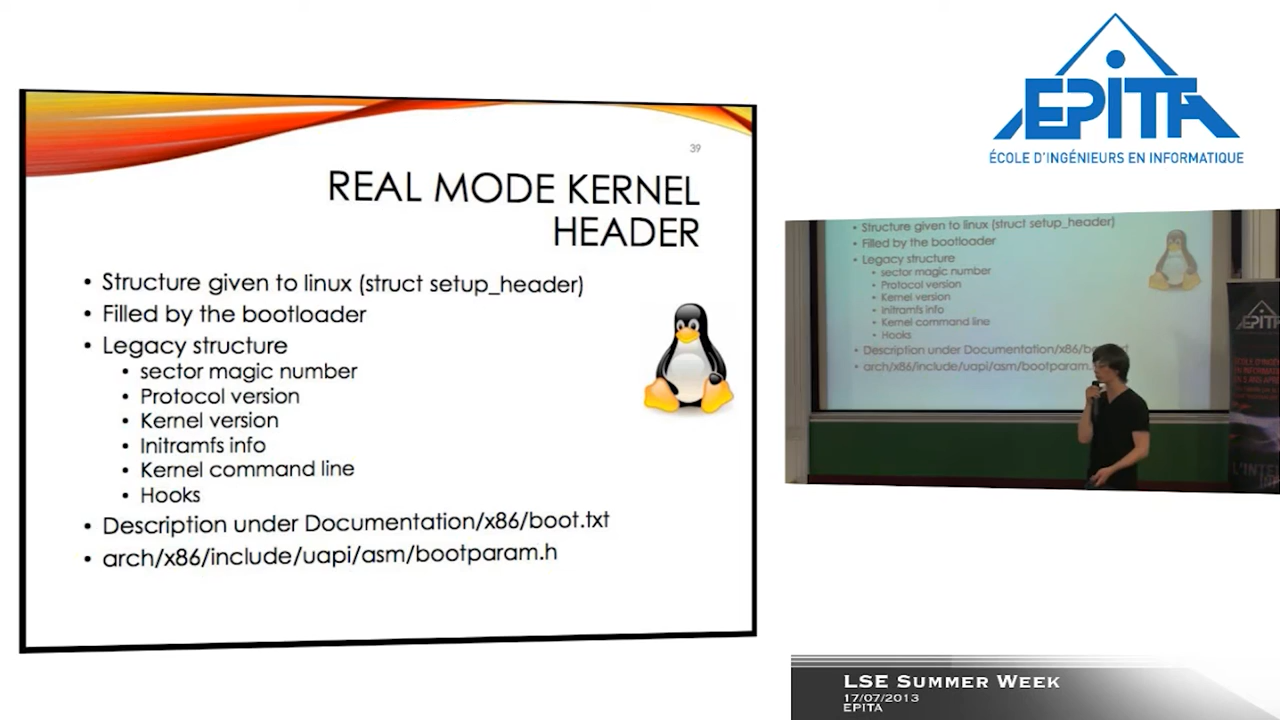 39
REAL MODE KERNEL
HEADER
• Structure given to linux (struct setup_header)
• Filled by the bootloader
• Legacy structure
• sector magic number
• Protocol version
• Kernel version
• Initramfs info
• Kernel command line
• Hooks
• Description under Documentation/x86/boot.txt
• arch/x86/include/uapi/asm/bootparam.h
EPITA
ÉCOLE D'INGÉNIEURS EN INFORMATIQUE
• Structure given to linux (struct setup_header)
• Filled by the bootloader
• Legacy structure
• sector magic number
• Protocol version
• Kernel version
• Initramfs info
• Kernel command line
• Hooks
• Description under Documentation/x86/
• arch/x86/include/uapi/asm/bootparam.
EPITA
LSE SUMMER WEEK
17/07/2013
EPITA